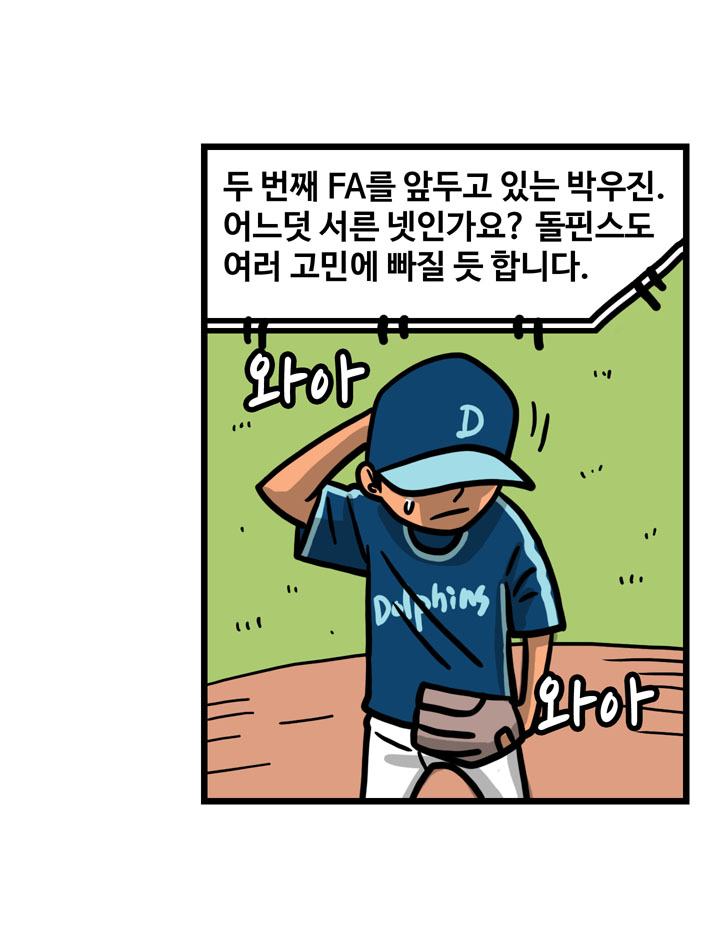 두 번째 FA를 앞두고 있는 박우진.
어느덧 서른 넷인가요? 돌핀스도
여러 고민에 빠질 듯 합니다.
와아
D
Dolphins
와아